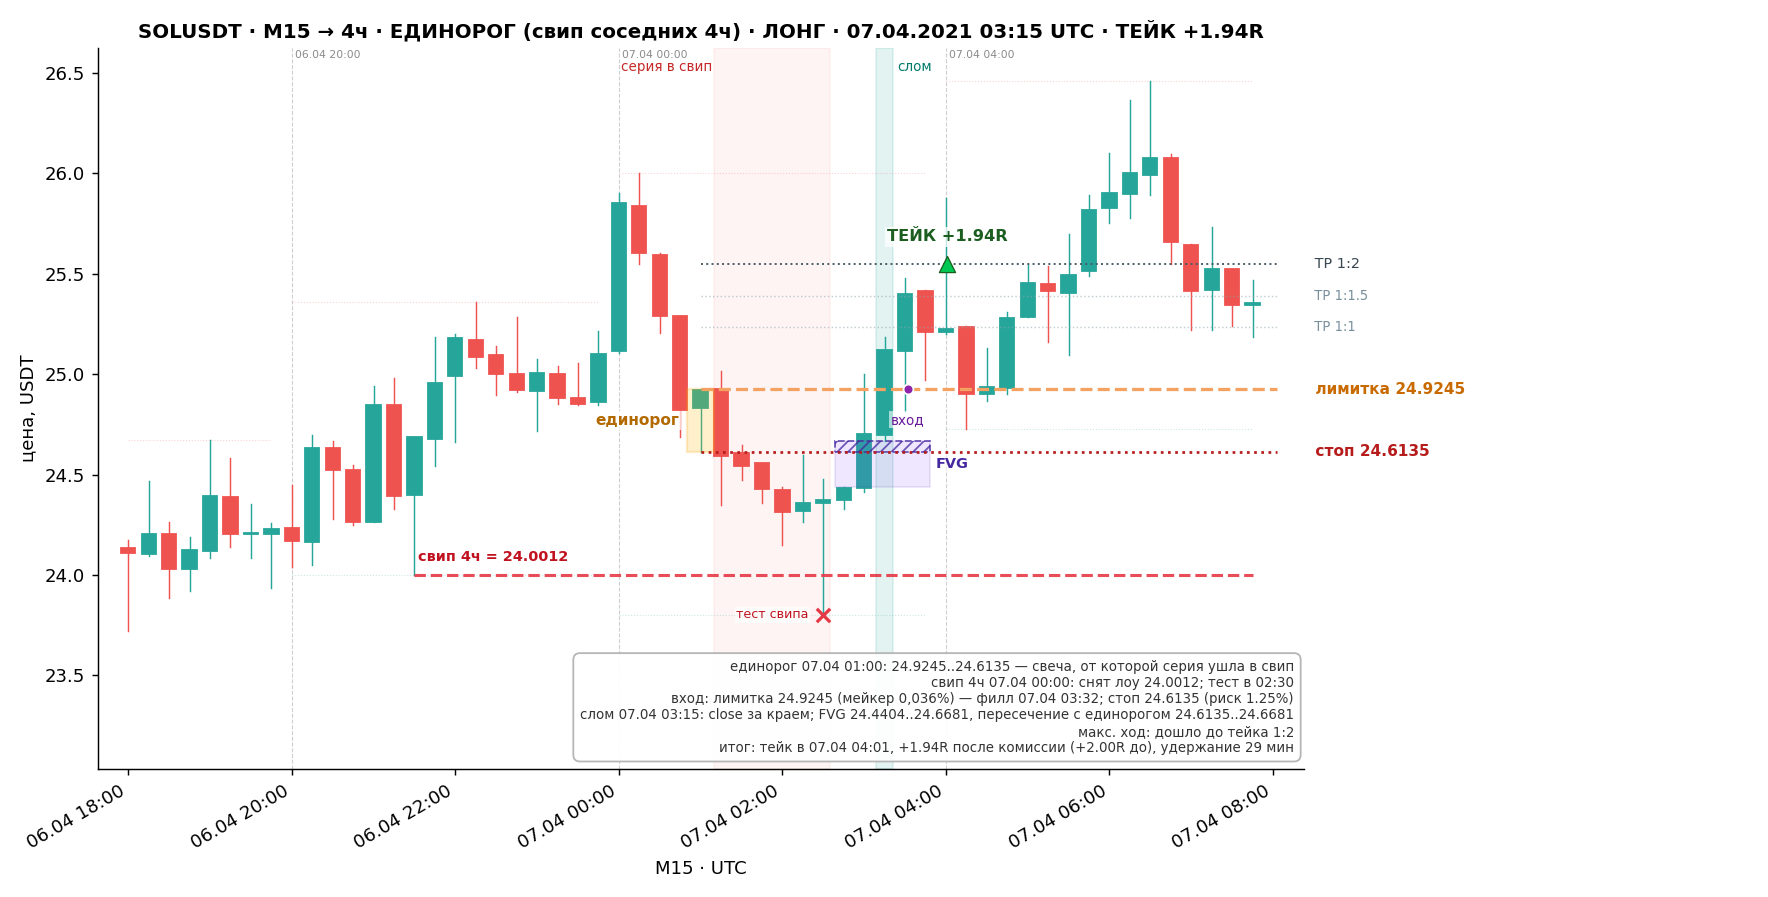 SOLUSDT · M15 → 4ч · ЕДИНОРОГ (свип соседних 4ч) · ЛОНГ · 07.04.2021 03:15 UTC · ТЕЙК +1.94R
06.04 20:00
07.04 00:00
07.04 04:00
серия в свип
слом
26.5
26.0
25.5
25.0
24.5
24.0
23.5
цена, USDT
ТЕЙК +1.94R
TP 1:2
TP 1:1.5
TP 1:1
лимитка 24.9245
единорог
вход
стоп 24.6135
FVG
свип 4ч = 24.0012
тест свипа
единорог 07.04 01:00: 24.9245..24.6135 — свеча, от которой серия ушла в свип
свип 4ч 07.04 00:00: снят лоу 24.0012; тест в 02:30
вход: лимитка 24.9245 (мейкер 0,036%) — филл 07.04 03:32; стоп 24.6135 (риск 1.25%)
слом 07.04 03:15: close за краем; FVG 24.4404..24.6681, пересечение с единорогом 24.6135..24.6681
макс. ход: дошло до тейка 1:2
итог: тейк в 07.04 04:01, +1.94R после комиссии (+2.00R до), удержание 29 мин
06.04 18:00
06.04 20:00
06.04 22:00
07.04 00:00
07.04 02:00
07.04 04:00
07.04 06:00
07.04 08:00
M15 · UTC